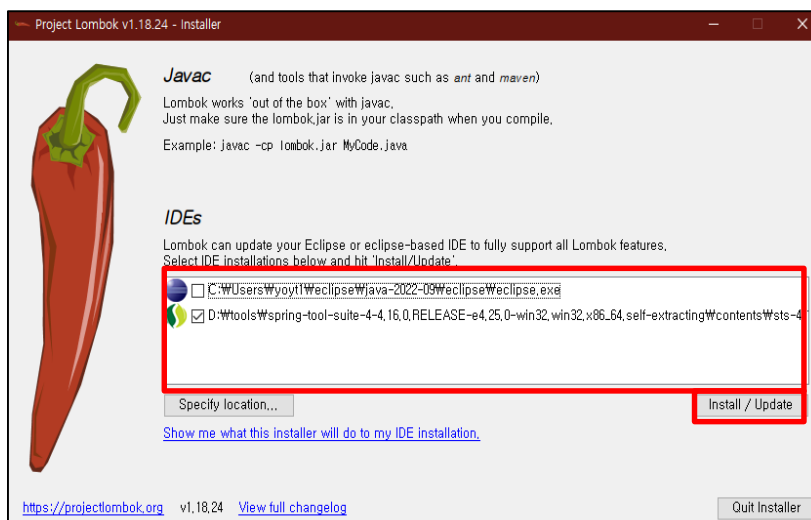 Project Lombok v1.18.24 - Installer
Javac (and tools that invoke javac such as ant and maven)
Lombok works 'out of the box' with javac.
Just make sure the lombok.jar is in your classpath when you compile.
Example: javac -cp lombok.jar MyCode.java
IDEs
Lombok can update your Eclipse or eclipse-based IDE to fully support all Lombok features.
Select IDE installations below and hit 'Install/Update'.
C:₩Users₩yoyt1₩eclipse₩java-2022-09₩eclipse₩eclipse.exe
D:₩tools₩spring-tool-suite-4-4.16.0.RELEASE-e4.25.0-win32.win32.x86_64.self-extracting₩contents₩sts-4
Specify location...
Install / Update
Show me what this installer will do to my IDE installation.
https://projectlombok.org v1.18.24 View full changelog
Quit Installer